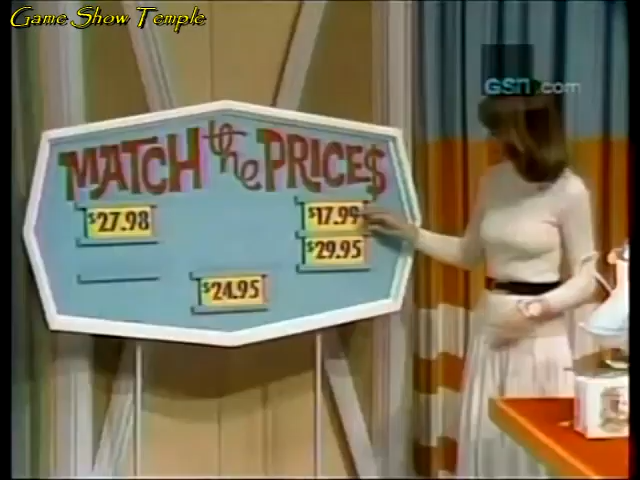 Game Show Temple
GSN.com
MATCH the PRICE$
$27.98
$17.99
$29.95
$24.95